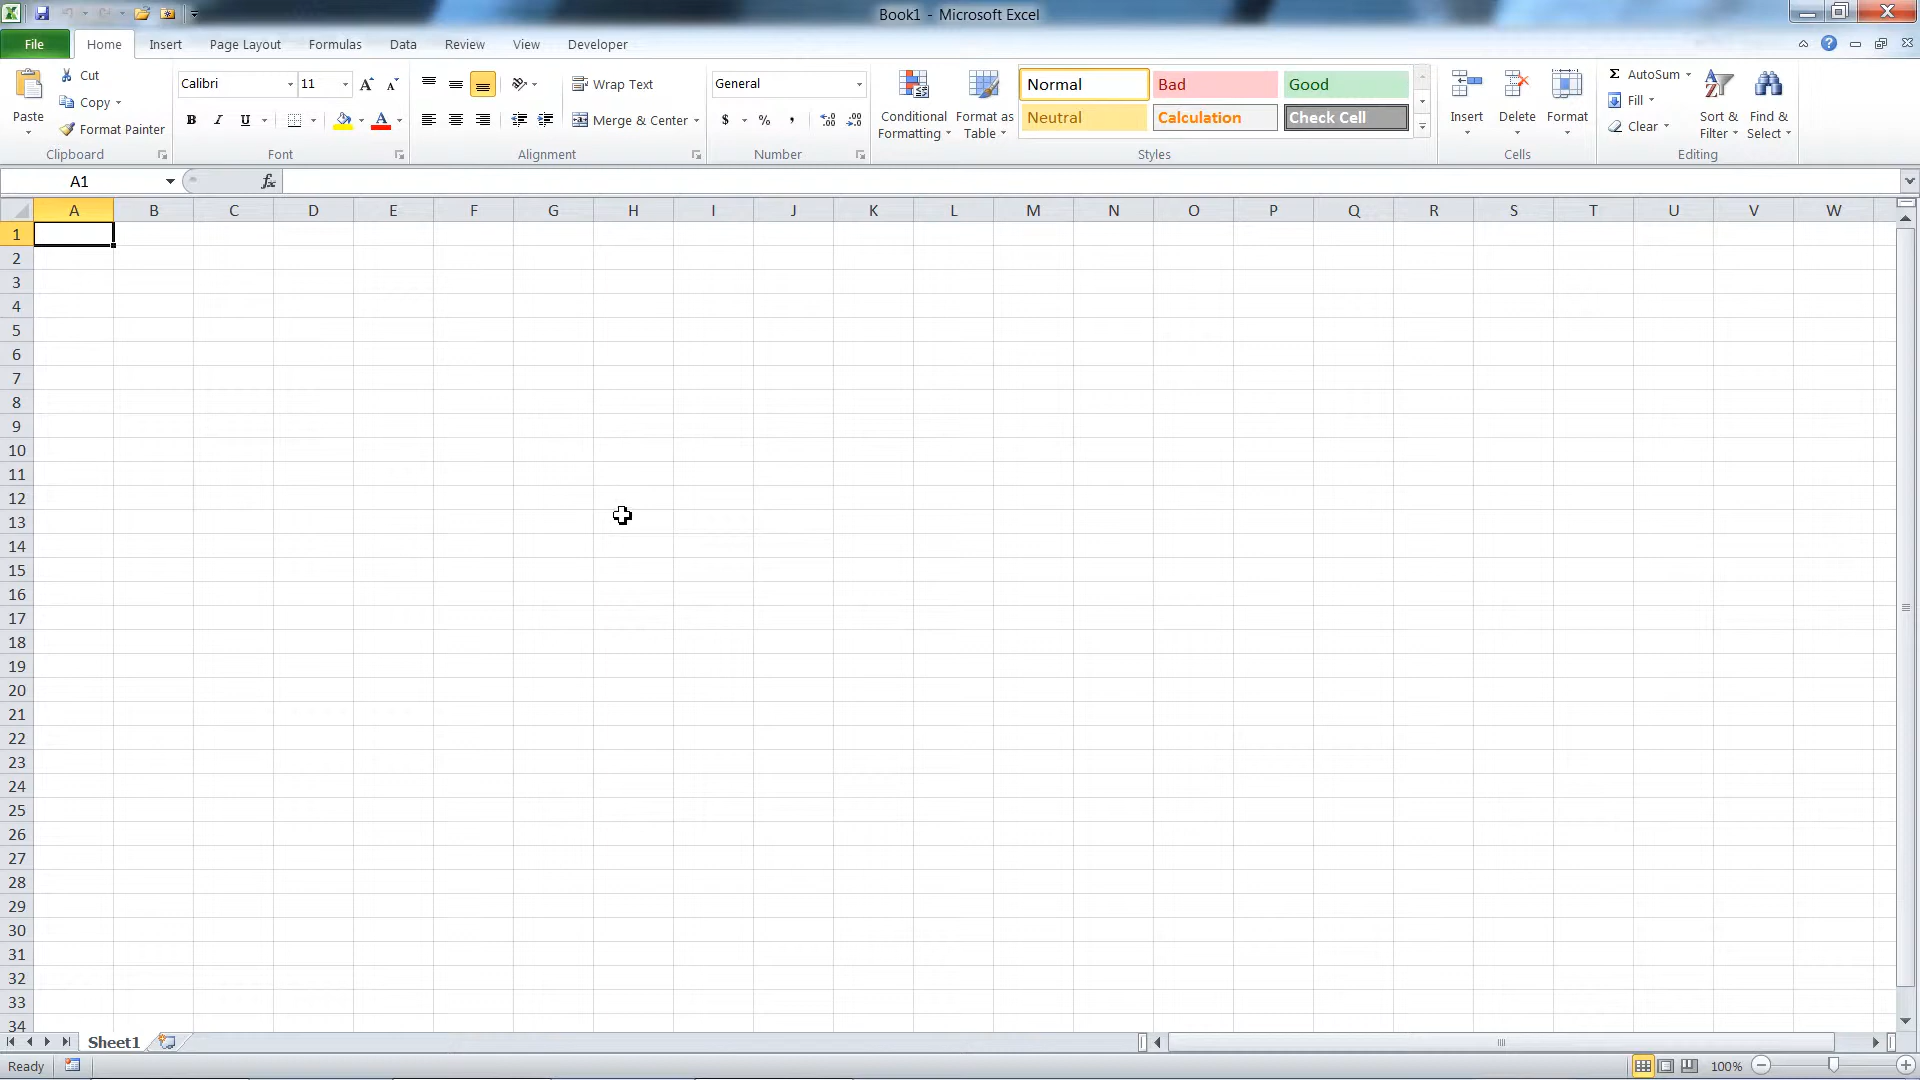 Book1 - Microsoft Excel
File Home Insert Page Layout Formulas Data Review View Developer
Paste
Cut
Copy
Format Painter
Clipboard
Calibri 11
B I U
Font
Wrap Text
Merge & Center
Alignment
General
$ % ,
Number
Conditional Formatting
Format as Table
Normal Bad Good
Neutral Calculation Check Cell
Styles
Insert Delete Format
Cells
Σ AutoSum
Fill
Clear
Sort & Filter
Find & Select
Editing
A1 fx
A B C D E F G H I J K L M N O P Q R S T U V W
1
2
3
4
5
6
7
8
9
10
11
12
13
14
15
16
17
18
19
20
21
22
23
24
25
26
27
28
29
30
31
32
33
34
Sheet1
Ready 100%